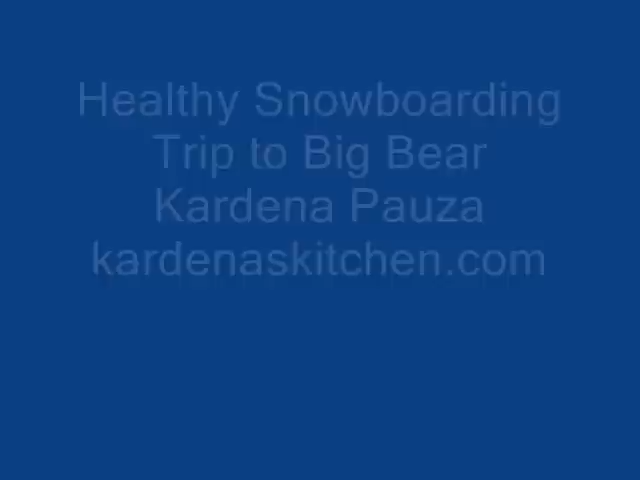 Healthy Snowboarding
Trip to Big Bear
Kardena Pauza
kardenaskitchen.com